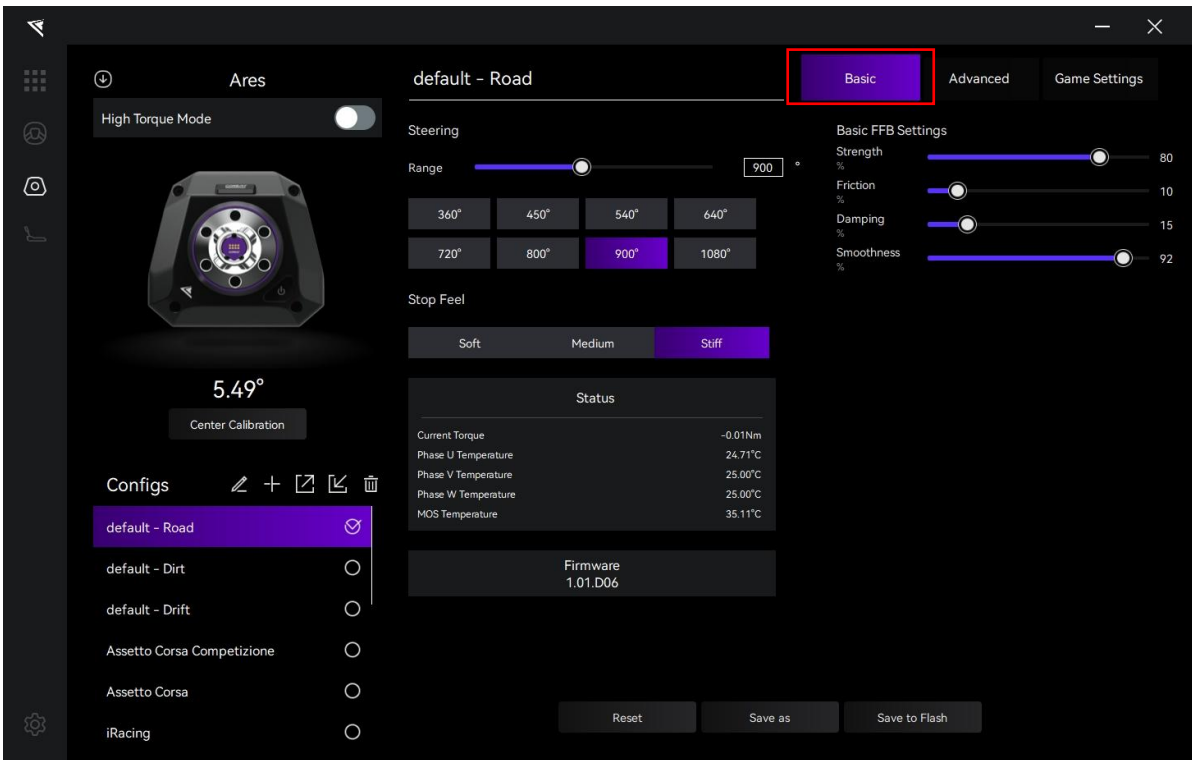 Ares
High Torque Mode
5.49°
Center Calibration
Configs
default - Road
default - Dirt
default - Drift
Assetto Corsa Competizione
Assetto Corsa
iRacing
default - Road
Steering
Range 900 °
360° 450° 540° 640°
720° 800° 900° 1080°
Stop Feel
Soft Medium Stiff
Status
Current Torque -0.01Nm
Phase U Temperature 24.71°C
Phase V Temperature 25.00°C
Phase W Temperature 25.00°C
MOS Temperature 35.11°C
Firmware
1.01.D06
Basic Advanced Game Settings
Basic FFB Settings
Strength 80
%
Friction 10
%
Damping 15
%
Smoothness 92
%
Reset Save as Save to Flash